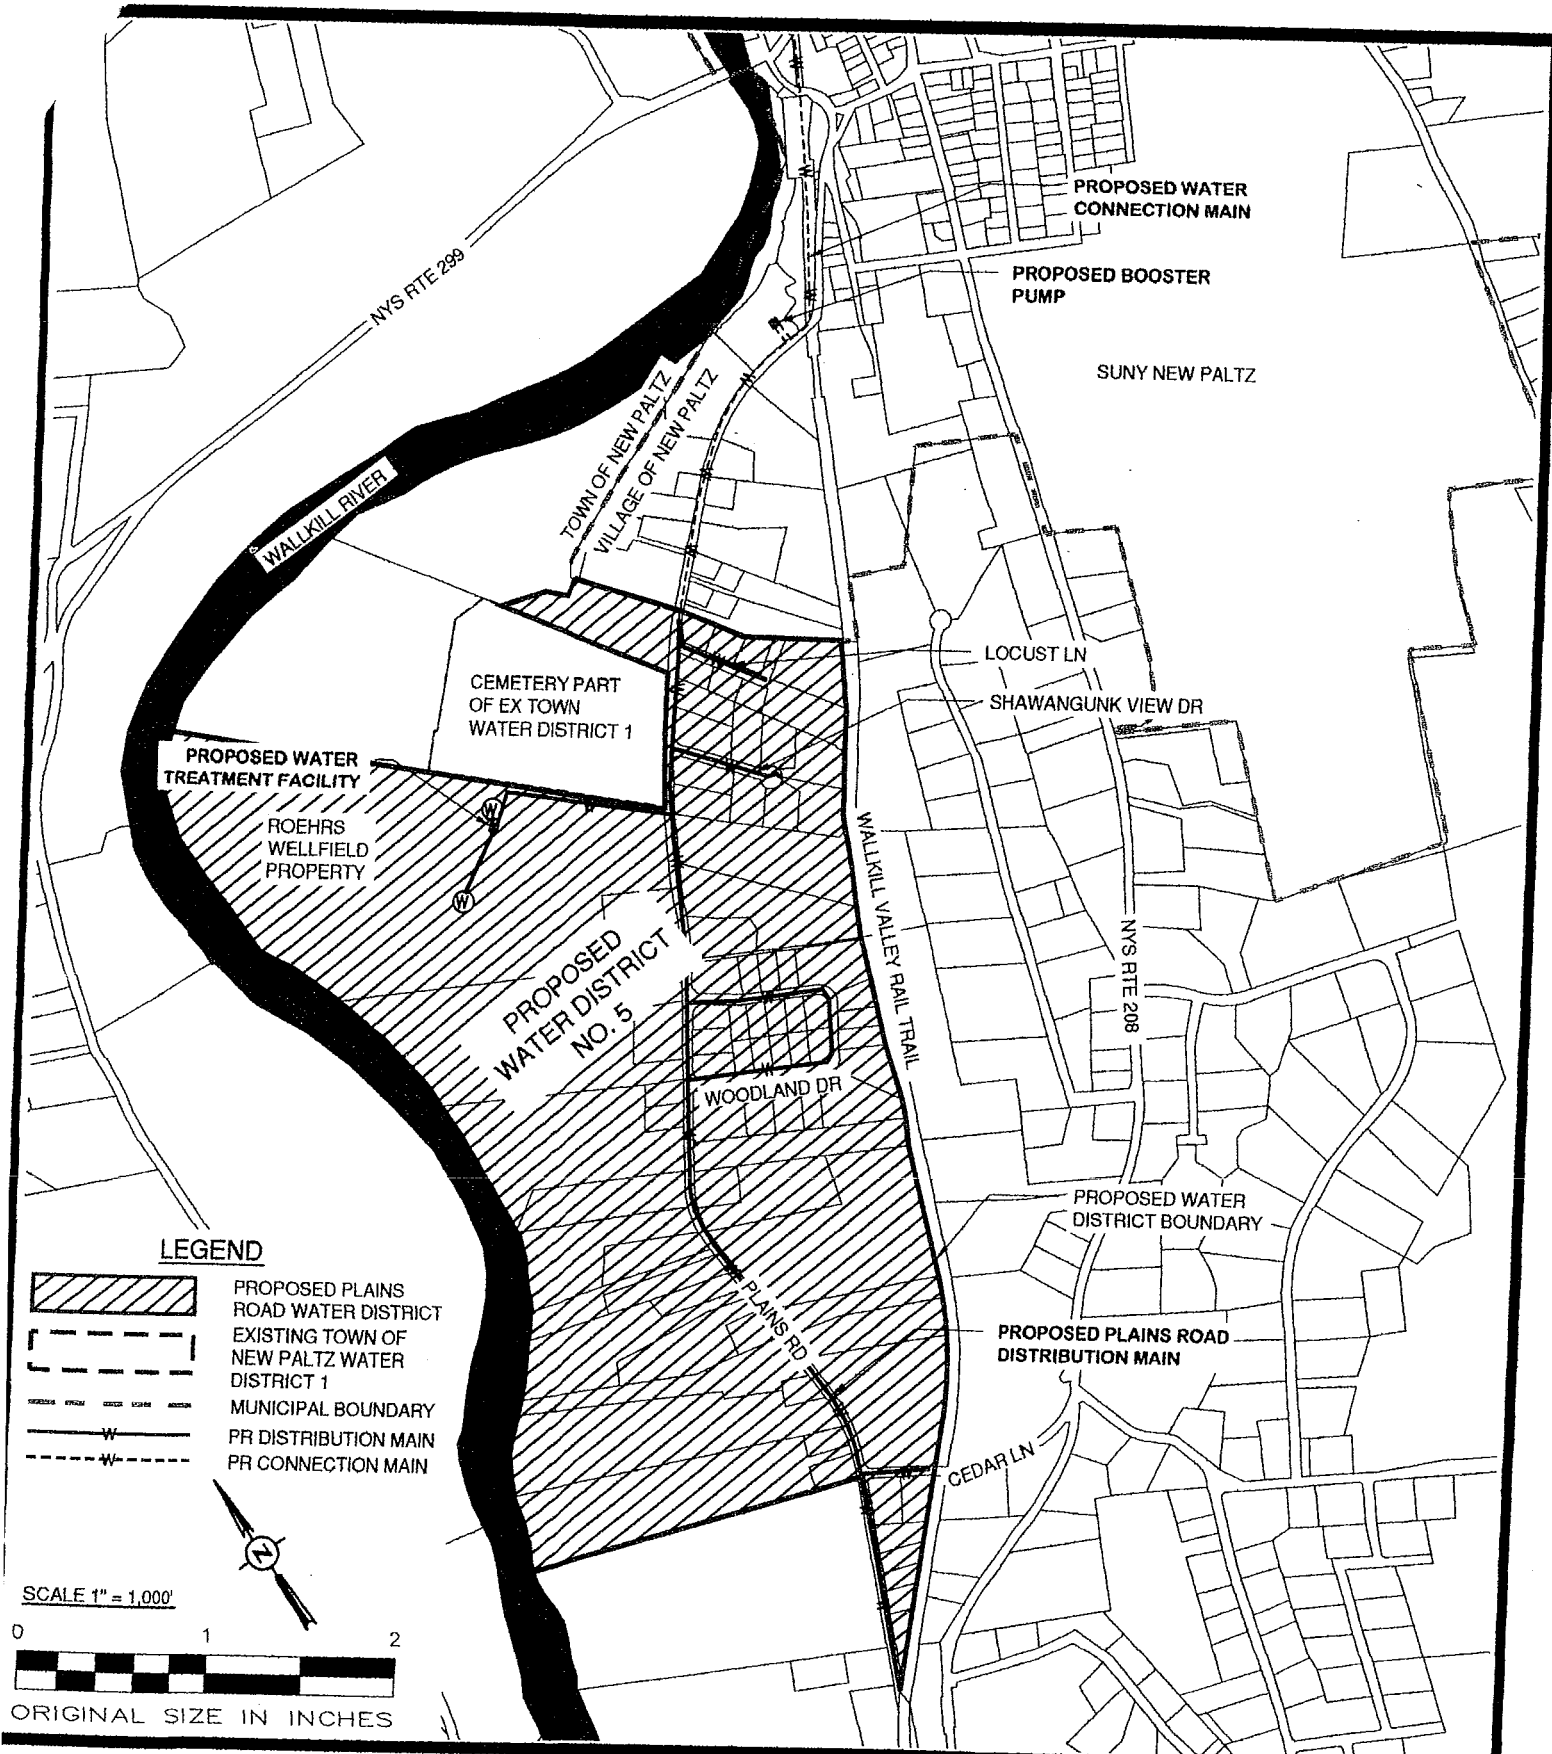 PROPOSED WATER
CONNECTION MAIN
PROPOSED BOOSTER
PUMP
NYS RTE 299
SUNY NEW PALTZ
TOWN OF NEW PALTZ
VILLAGE OF NEW PALTZ
WALLKILL RIVER
LOCUST LN
CEMETERY PART
OF EX TOWN
WATER DISTRICT 1
SHAWANGUNK VIEW DR
PROPOSED WATER
TREATMENT FACILITY
ROEHRS
WELLFIELD
PROPERTY
W
W
WALLKILL VALLEY RAIL TRAIL
NYS RTE 208
PROPOSED
WATER DISTRICT
NO. 5
WOODLAND DR
PROPOSED WATER
DISTRICT BOUNDARY
PLAINS RD
PROPOSED PLAINS ROAD
DISTRIBUTION MAIN
CEDAR LN
LEGEND
PROPOSED PLAINS
ROAD WATER DISTRICT
EXISTING TOWN OF
NEW PALTZ WATER
DISTRICT 1
MUNICIPAL BOUNDARY
W PR DISTRIBUTION MAIN
W PR CONNECTION MAIN
N
SCALE 1" = 1,000'
0 1 2
ORIGINAL SIZE IN INCHES